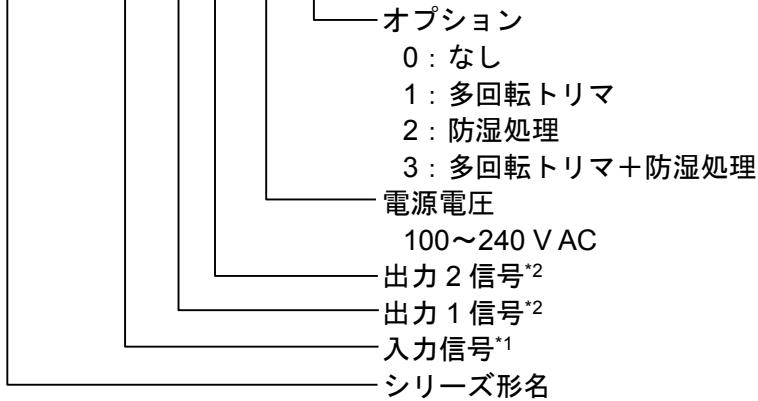 オプション
0：なし
1：多回転トリマ
2：防湿処理
3：多回転トリマ＋防湿処理
電源電圧
100～240 V AC
出力 2 信号*2
出力 1 信号*2
入力信号*1
シリーズ形名